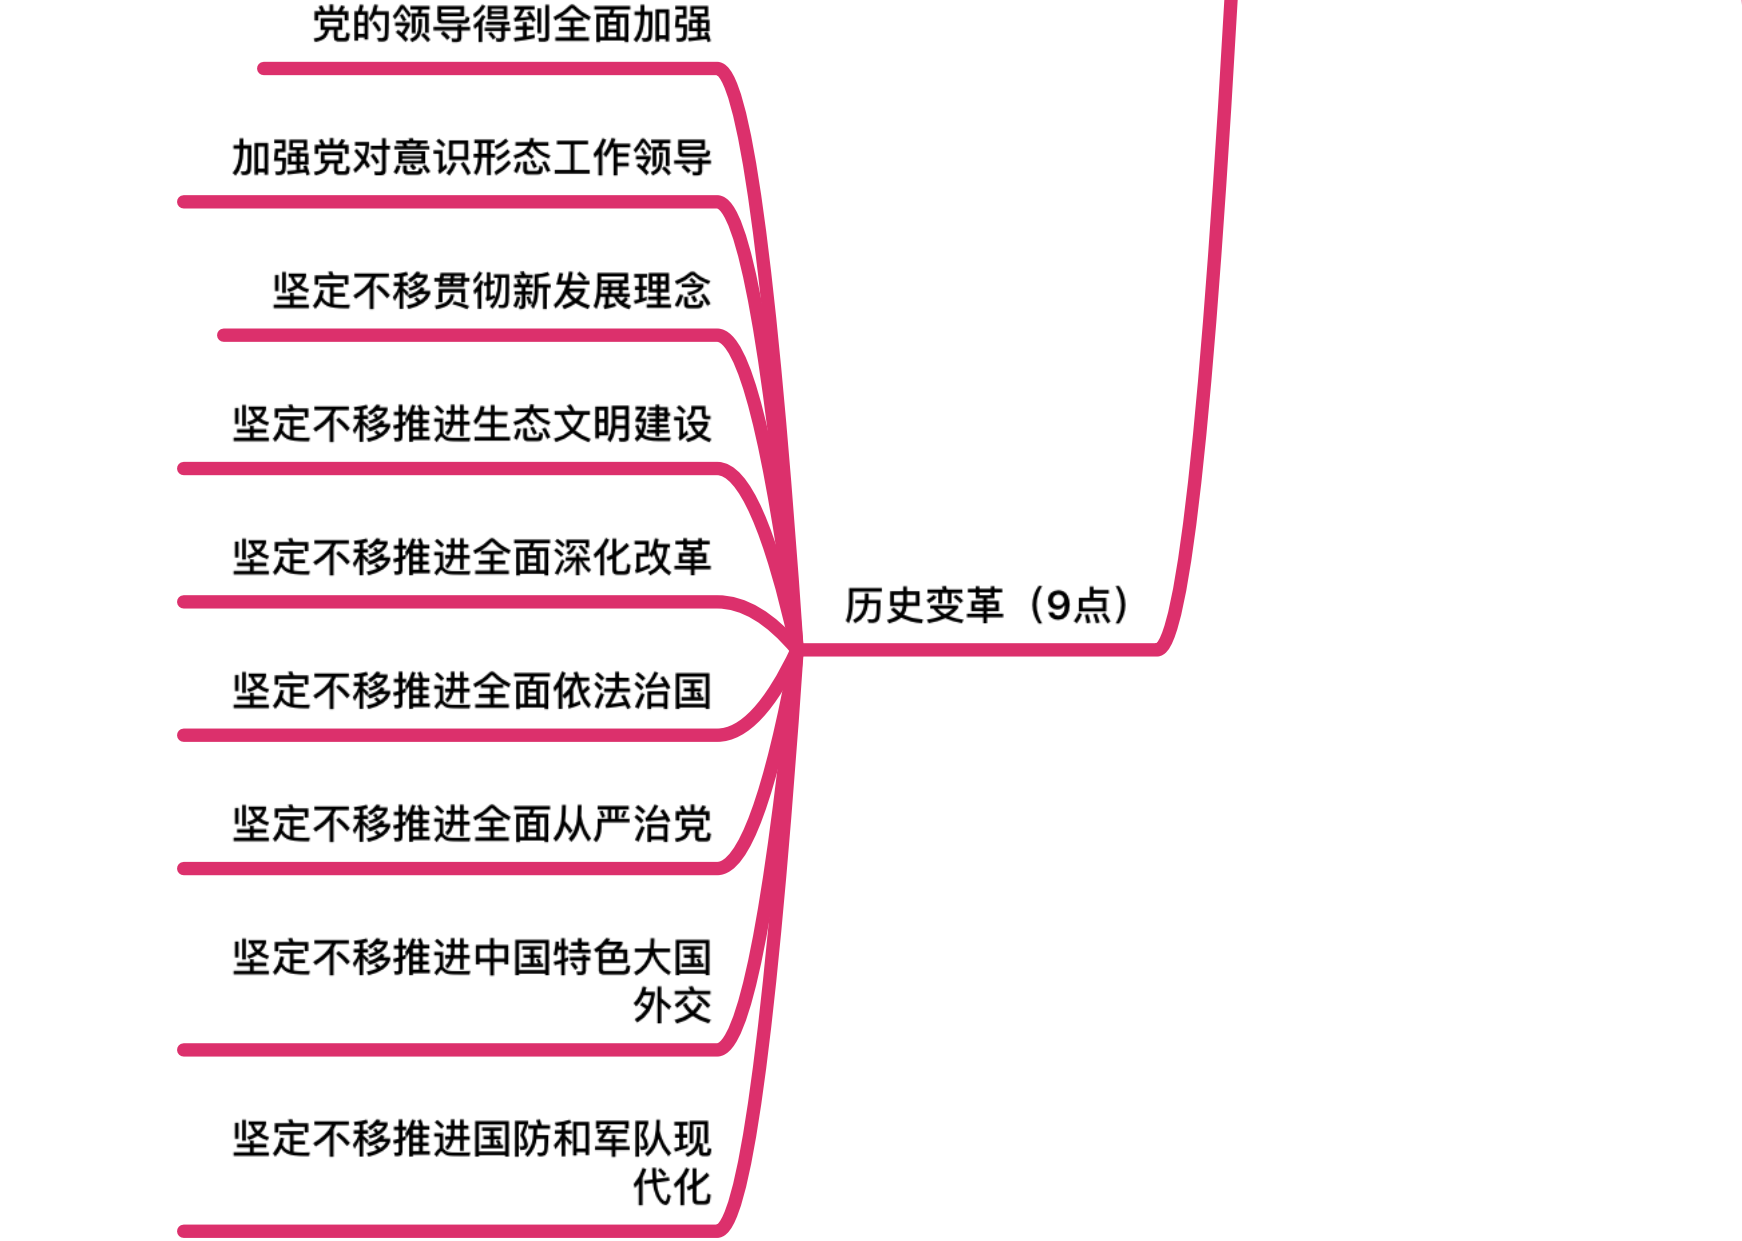 党的领导得到全面加强
加强党对意识形态工作领导
坚定不移贯彻新发展理念
坚定不移推进生态文明建设
坚定不移推进全面深化改革
历史变革（9点）
坚定不移推进全面依法治国
坚定不移推进全面从严治党
坚定不移推进中国特色大国
外交
坚定不移推进国防和军队现
代化